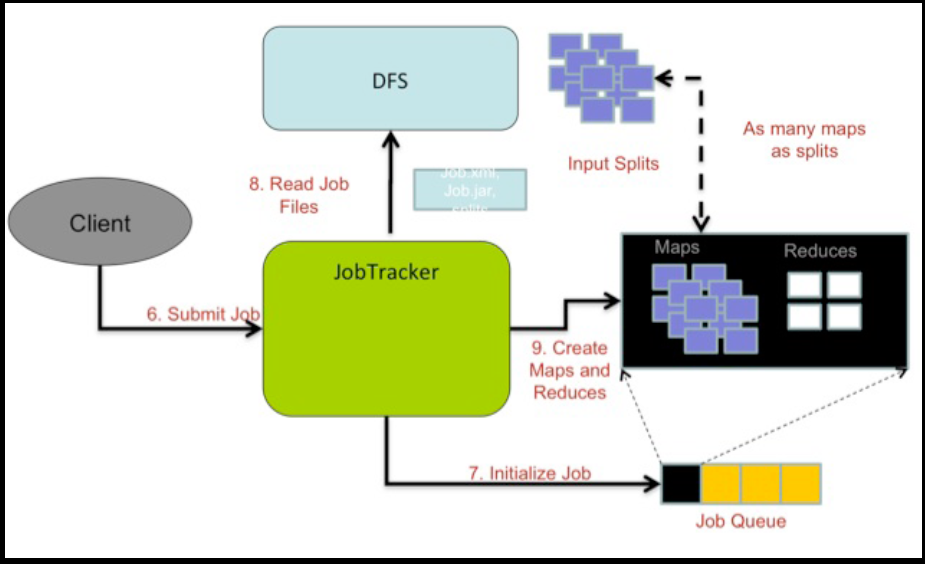 DFS
8. Read Job
Files
Job.xml,
Job.jar,
splits
Input Splits
As many maps
as splits
Client
6. Submit Job
JobTracker
Maps
Reduces
9. Create
Maps and
Reduces
7. Initialize Job
Job Queue